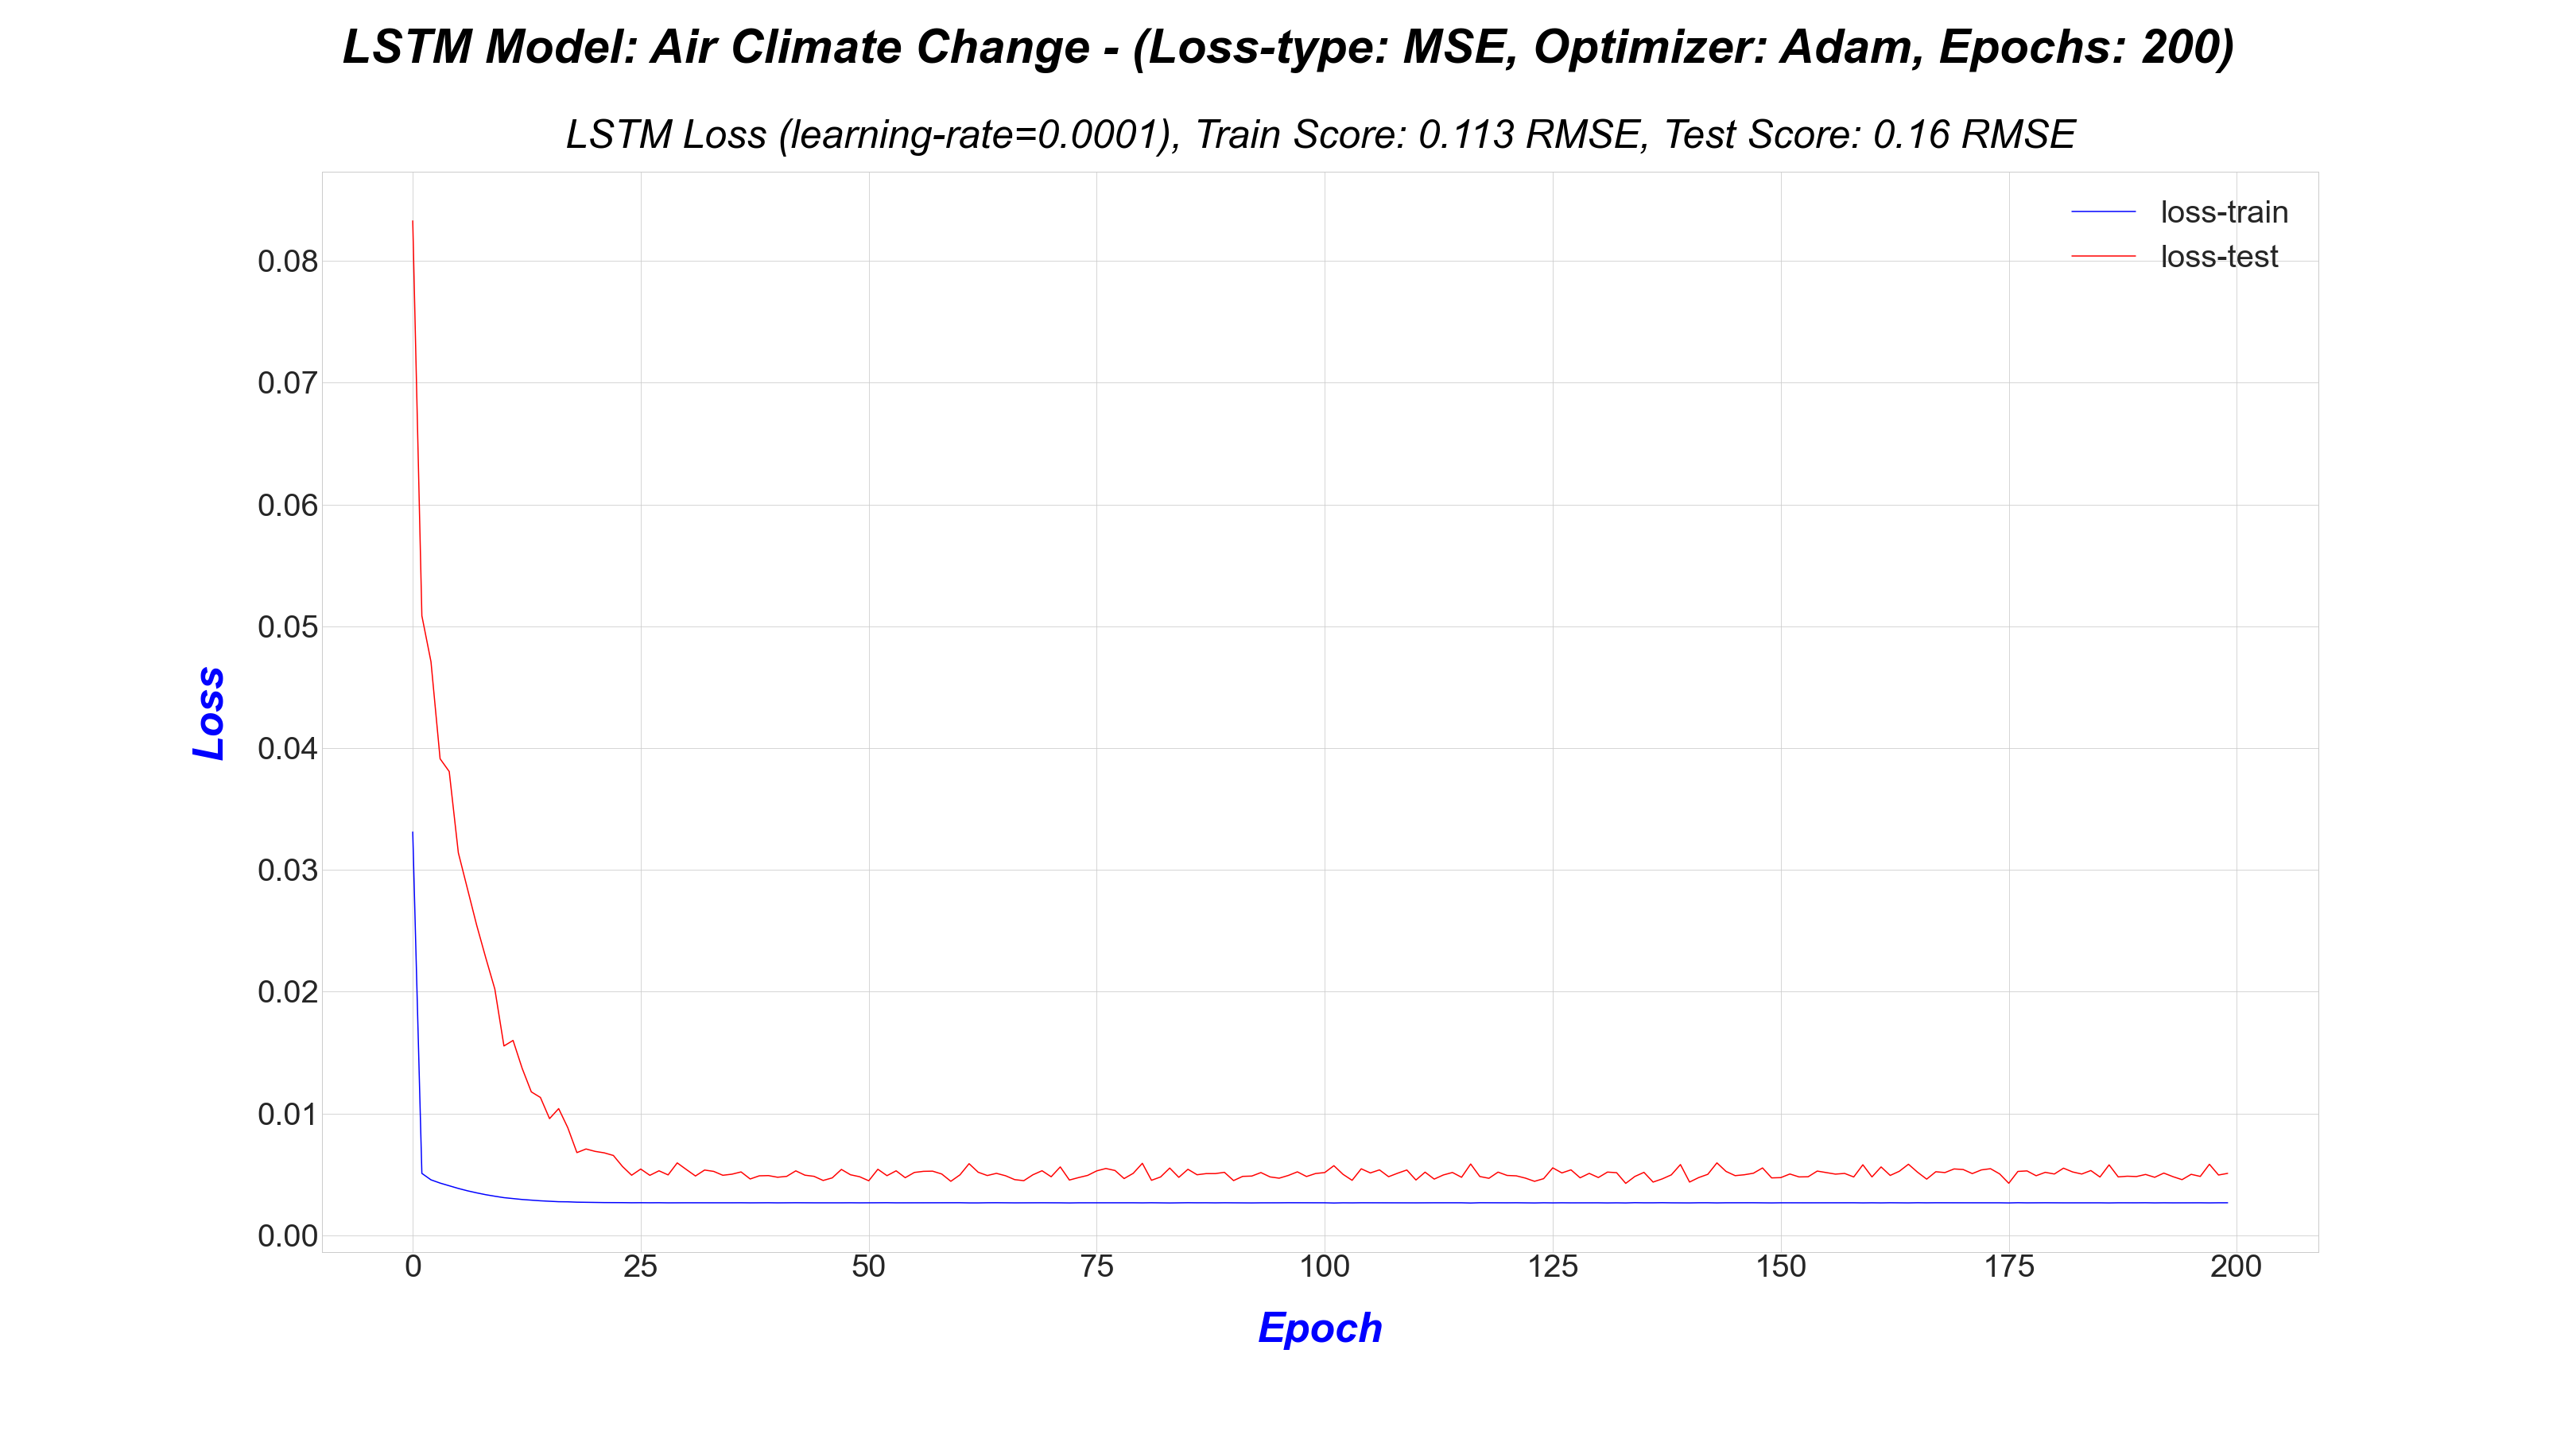 LSTM Model: Air Climate Change - (Loss-type: MSE, Optimizer: Adam, Epochs: 200)
LSTM Loss (learning-rate=0.0001), Train Score: 0.113 RMSE, Test Score: 0.16 RMSE
loss-train
loss-test
0.08
0.07
0.06
0.05
0.04
0.03
0.02
0.01
0.00
Loss
0 25 50 75 100 125 150 175 200
Epoch